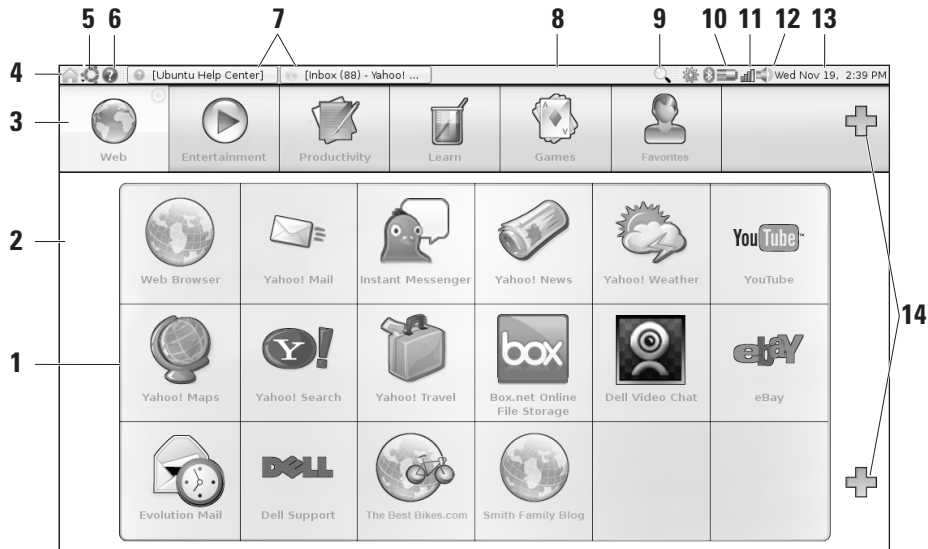 5 6 7 8 9 10 11 12 13
4 ? ? [Ubuntu Help Center] [Inbox (88) - Yahoo! ... Wed Nov 19, 2:39 PM
3
Web Entertainment Productivity Learn Games Favorites
A
A
2
You Tube™
Web Browser Yahoo! Mail Instant Messenger Yahoo! News Yahoo! Weather YouTube
14
1
Y! box ebaY
Yahoo! Maps Yahoo! Search Yahoo! Travel Box.net Online File Storage Dell Video Chat eBay
DELL
Evolution Mail Dell Support The Best Bikes.com Smith Family Blog